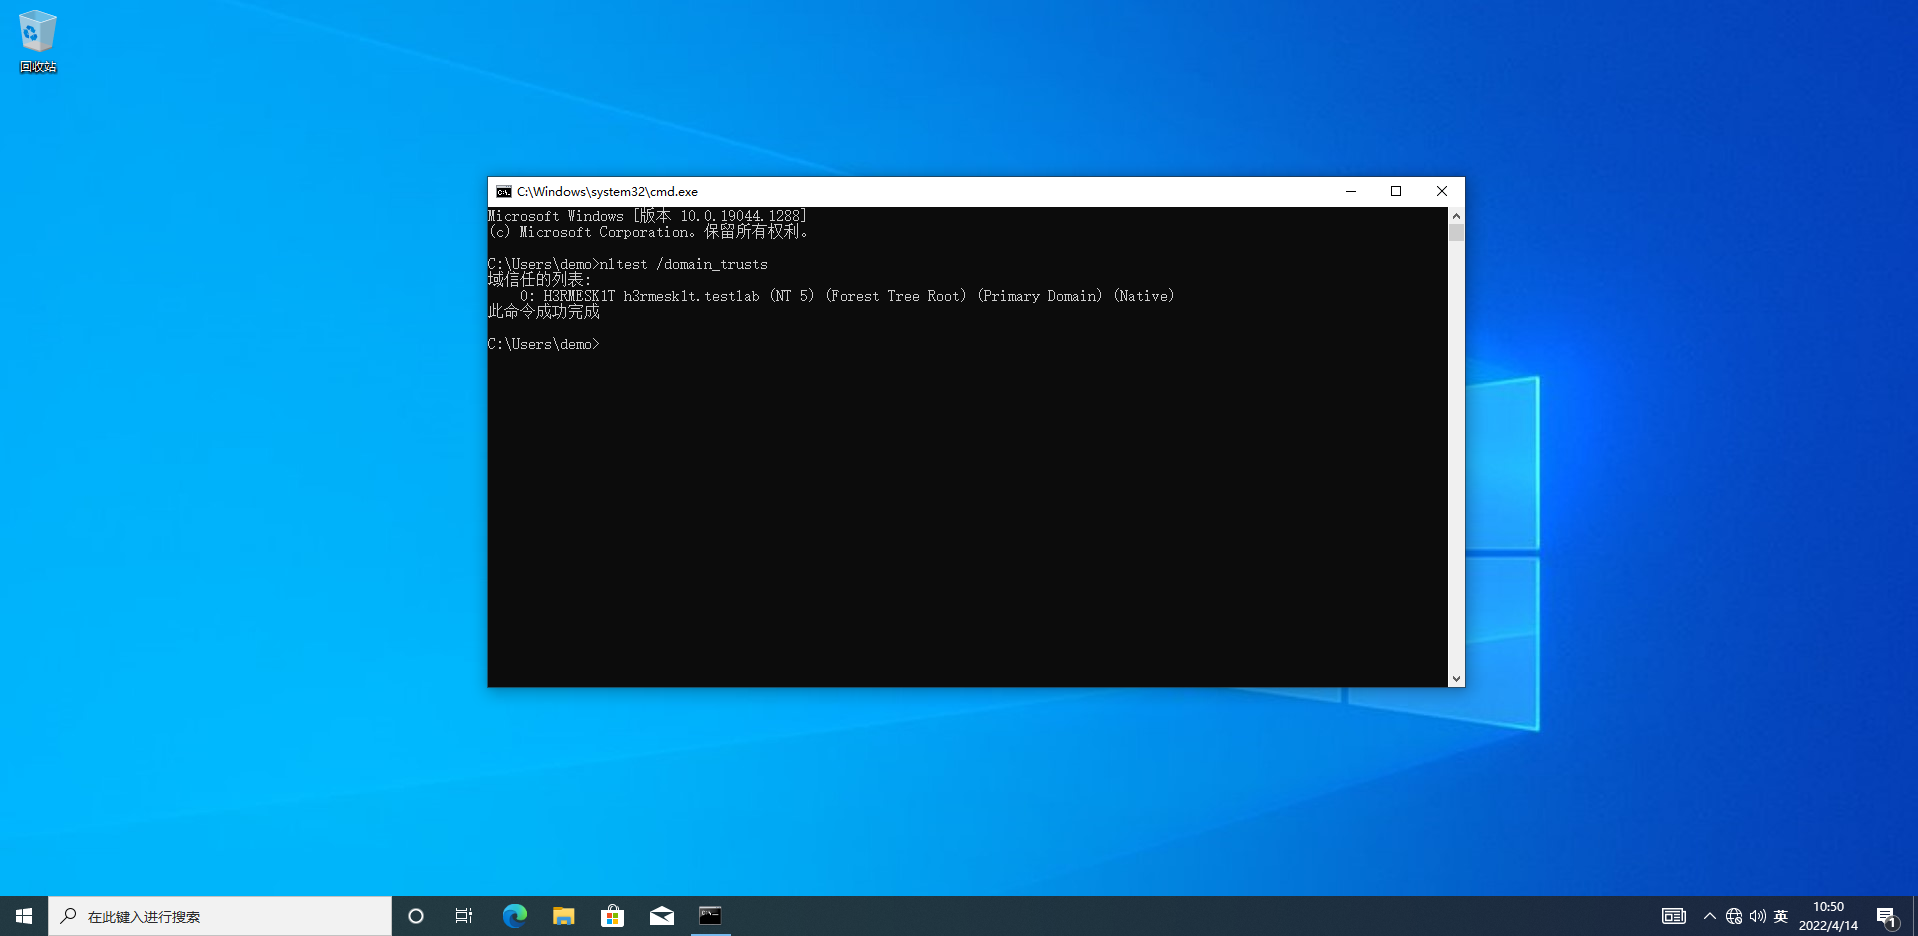 回收站
C:\Windows\system32\cmd.exe
Microsoft Windows [版本 10.0.19044.1288]
(c) Microsoft Corporation。保留所有权利。
C:\Users\demo>nltest /domain_trusts
域信任的列表:
0: H3RMESK1T h3rmesk1t.testlab (NT 5) (Forest Tree Root) (Primary Domain) (Native)
此命令成功完成
C:\Users\demo>
在此键入进行搜索
英
10:50
2022/4/14
1